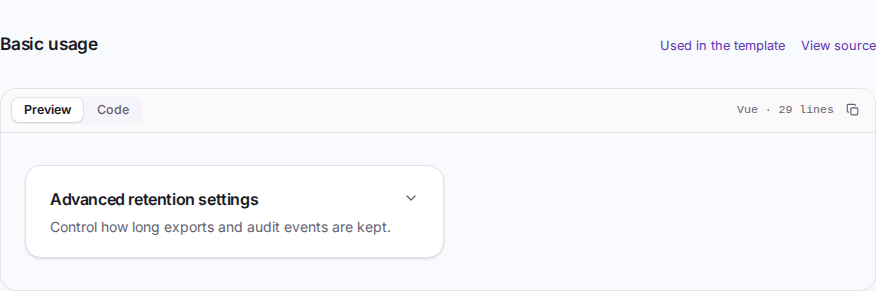 Basic usage
Used in the template View source
Preview Code
Vue · 29 lines
Advanced retention settings
Control how long exports and audit events are kept.